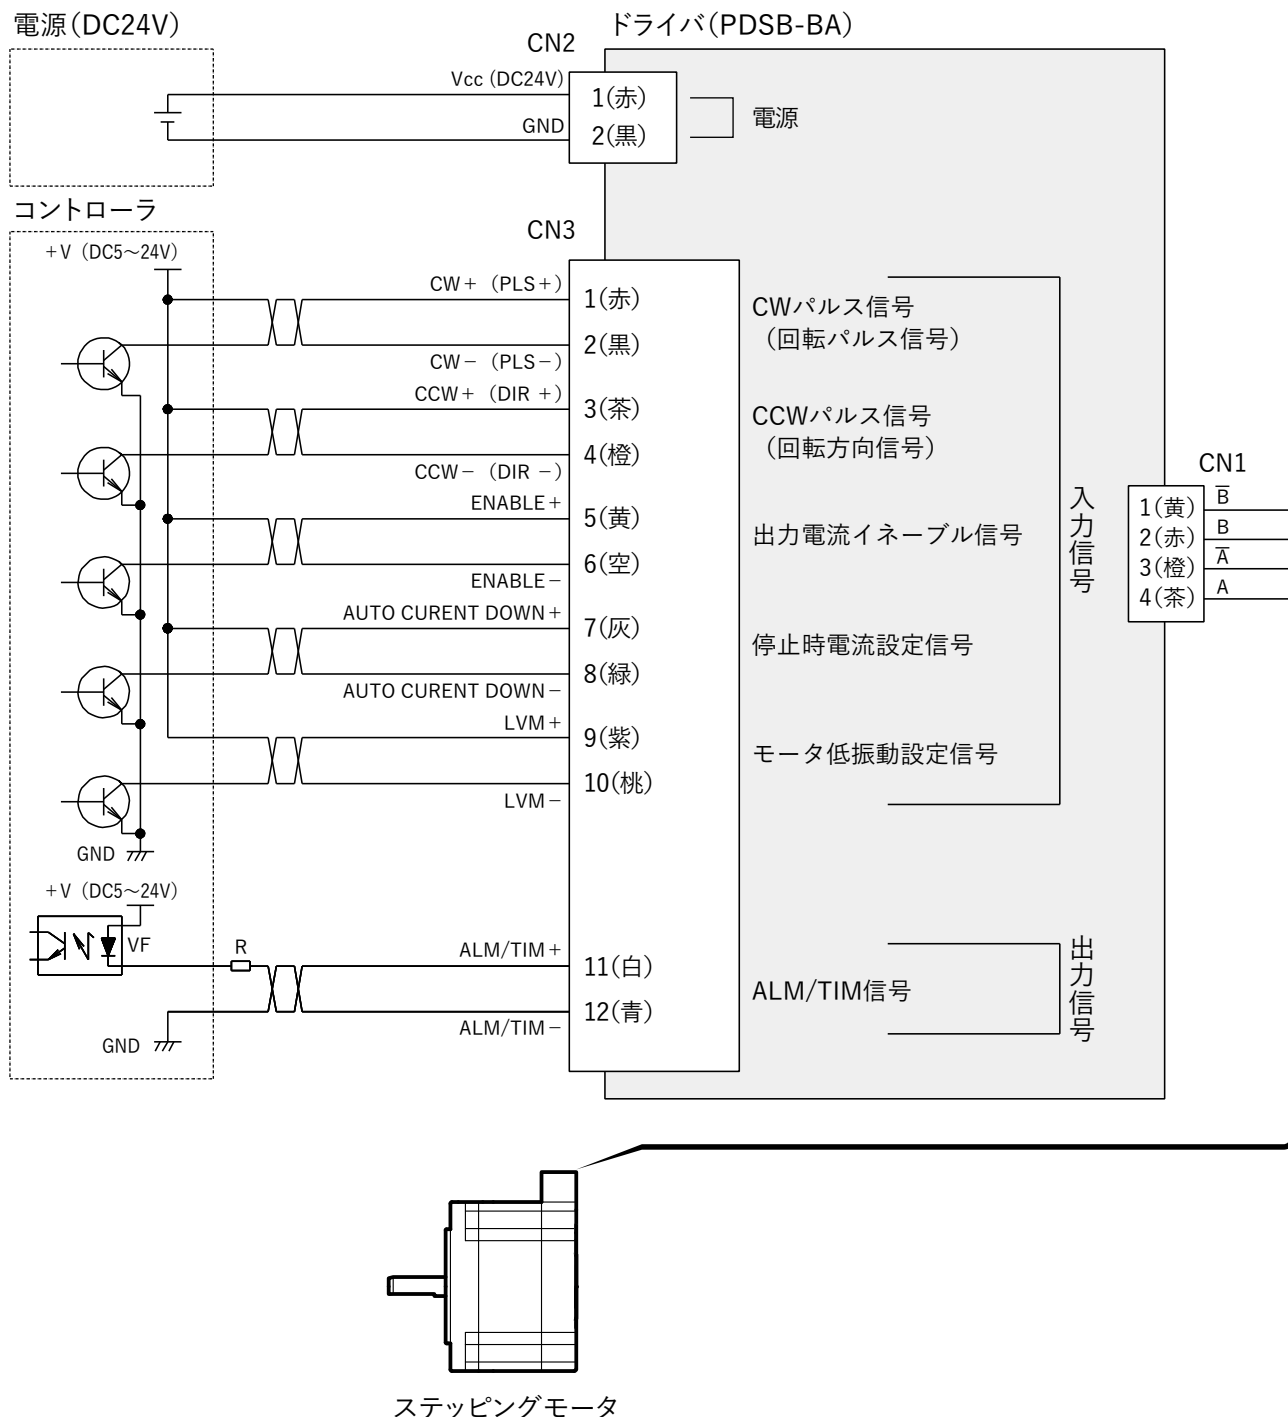 電源(DC24V)
ドライバ(PDSB-BA)
CN2
Vcc (DC24V)
GND
1(赤)
2(黒)
電源
コントローラ
CN3
+V (DC5〜24V)
CW+ (PLS+)
1(赤)
CWパルス信号
(回転パルス信号)
2(黒)
CW− (PLS−)
CCW+ (DIR +)
3(茶)
CCWパルス信号
(回転方向信号)
4(橙)
CCW− (DIR −)
ENABLE+
5(黄)
出力電流イネーブル信号
6(空)
ENABLE−
AUTO CURENT DOWN+
7(灰)
停止時電流設定信号
8(緑)
AUTO CURENT DOWN−
LVM+
9(紫)
モータ低振動設定信号
10(桃)
LVM−
入力信号
CN1
1(黄) B̅
2(赤) B
3(橙) A̅
4(茶) A
GND
+V (DC5〜24V)
VF
R
ALM/TIM+
11(白)
ALM/TIM信号
12(青)
ALM/TIM−
GND
出力信号
ステッピングモータ